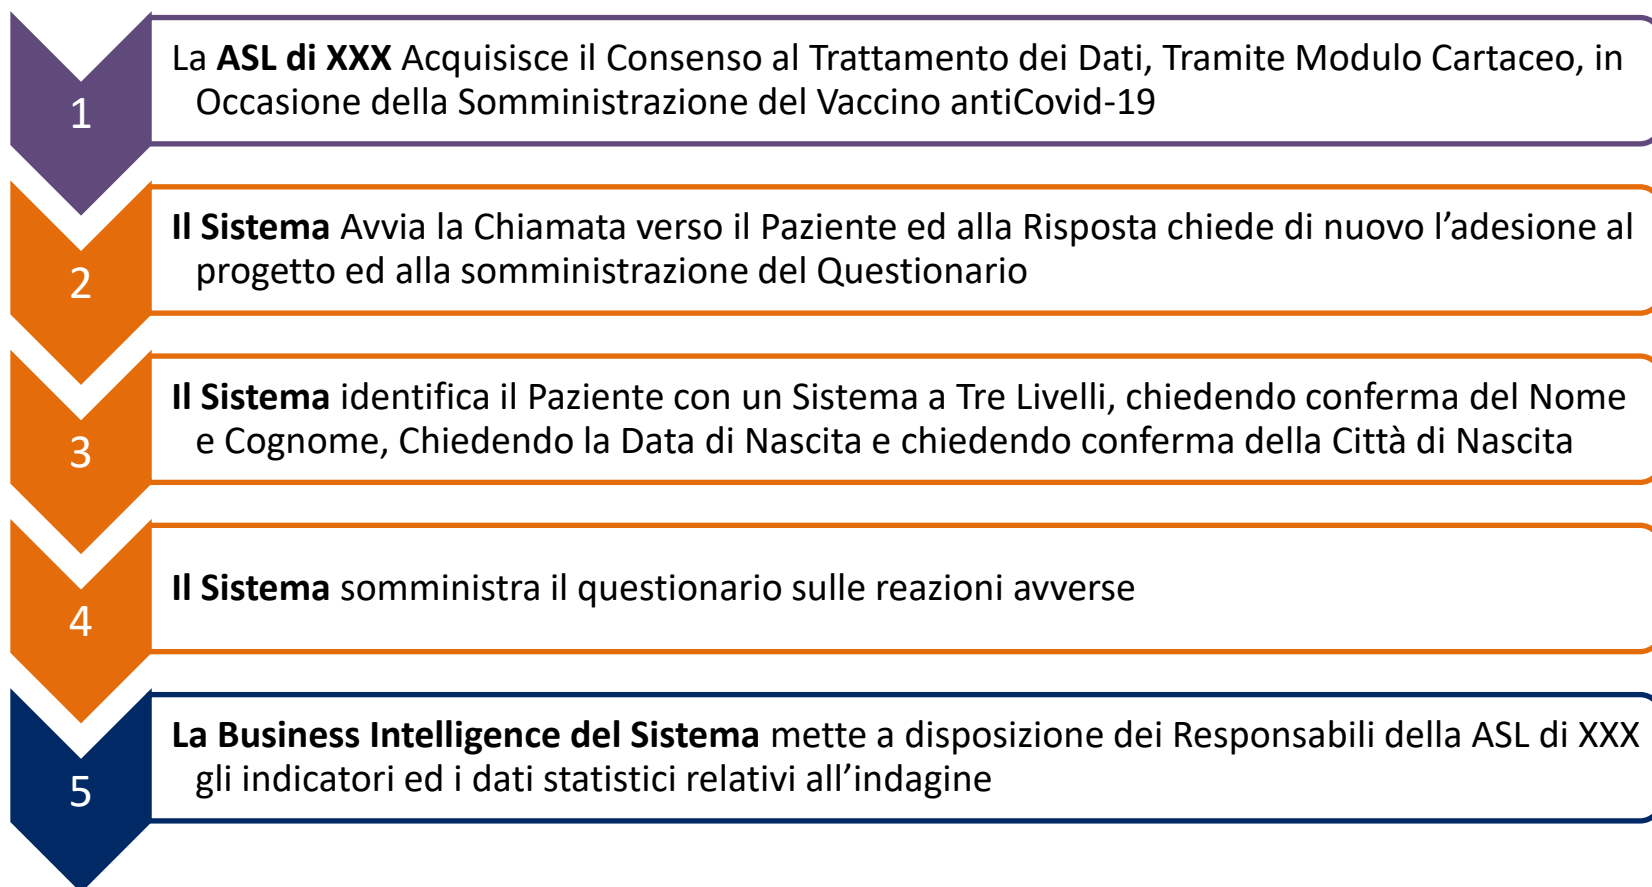 1
La ASL di XXX Acquisisce il Consenso al Trattamento dei Dati, Tramite Modulo Cartaceo, in
Occasione della Somministrazione del Vaccino antiCovid-19
2
Il Sistema Avvia la Chiamata verso il Paziente ed alla Risposta chiede di nuovo l’adesione al
progetto ed alla somministrazione del Questionario
3
Il Sistema identifica il Paziente con un Sistema a Tre Livelli, chiedendo conferma del Nome
e Cognome, Chiedendo la Data di Nascita e chiedendo conferma della Città di Nascita
4
Il Sistema somministra il questionario sulle reazioni avverse
5
La Business Intelligence del Sistema mette a disposizione dei Responsabili della ASL di XXX
gli indicatori ed i dati statistici relativi all’indagine